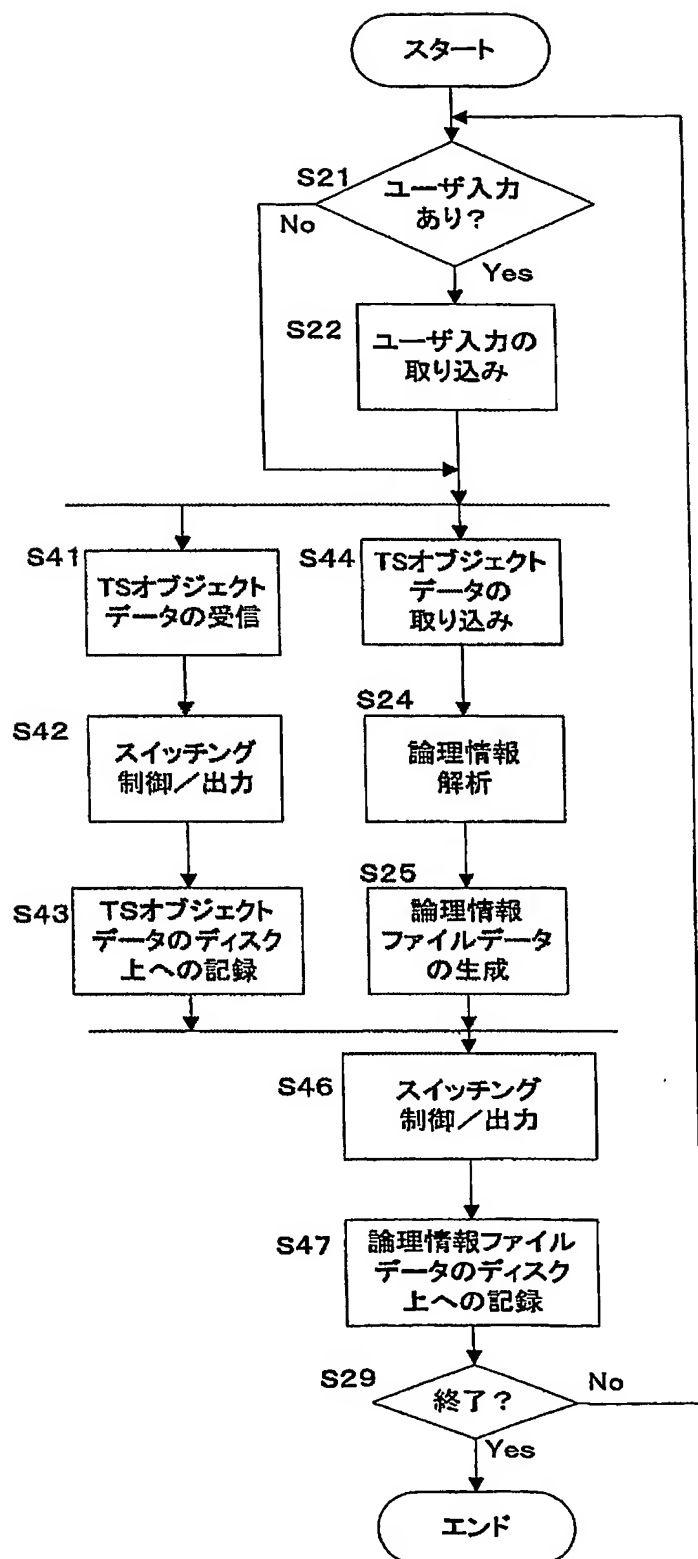 スタート
S21
ユーザ入力
あり?
No
Yes
S22
ユーザ入力の
取り込み
S41
TSオブジェクト
データの受信
S44
TSオブジェクト
データの
取り込み
S42
スイッチング
制御/出力
S24
論理情報
解析
S43
TSオブジェクト
データのディスク
上への記録
S25
論理情報
ファイルデータ
の生成
S46
スイッチング
制御/出力
S47
論理情報ファイル
データのディスク
上への記録
S29
終了?
No
Yes
エンド